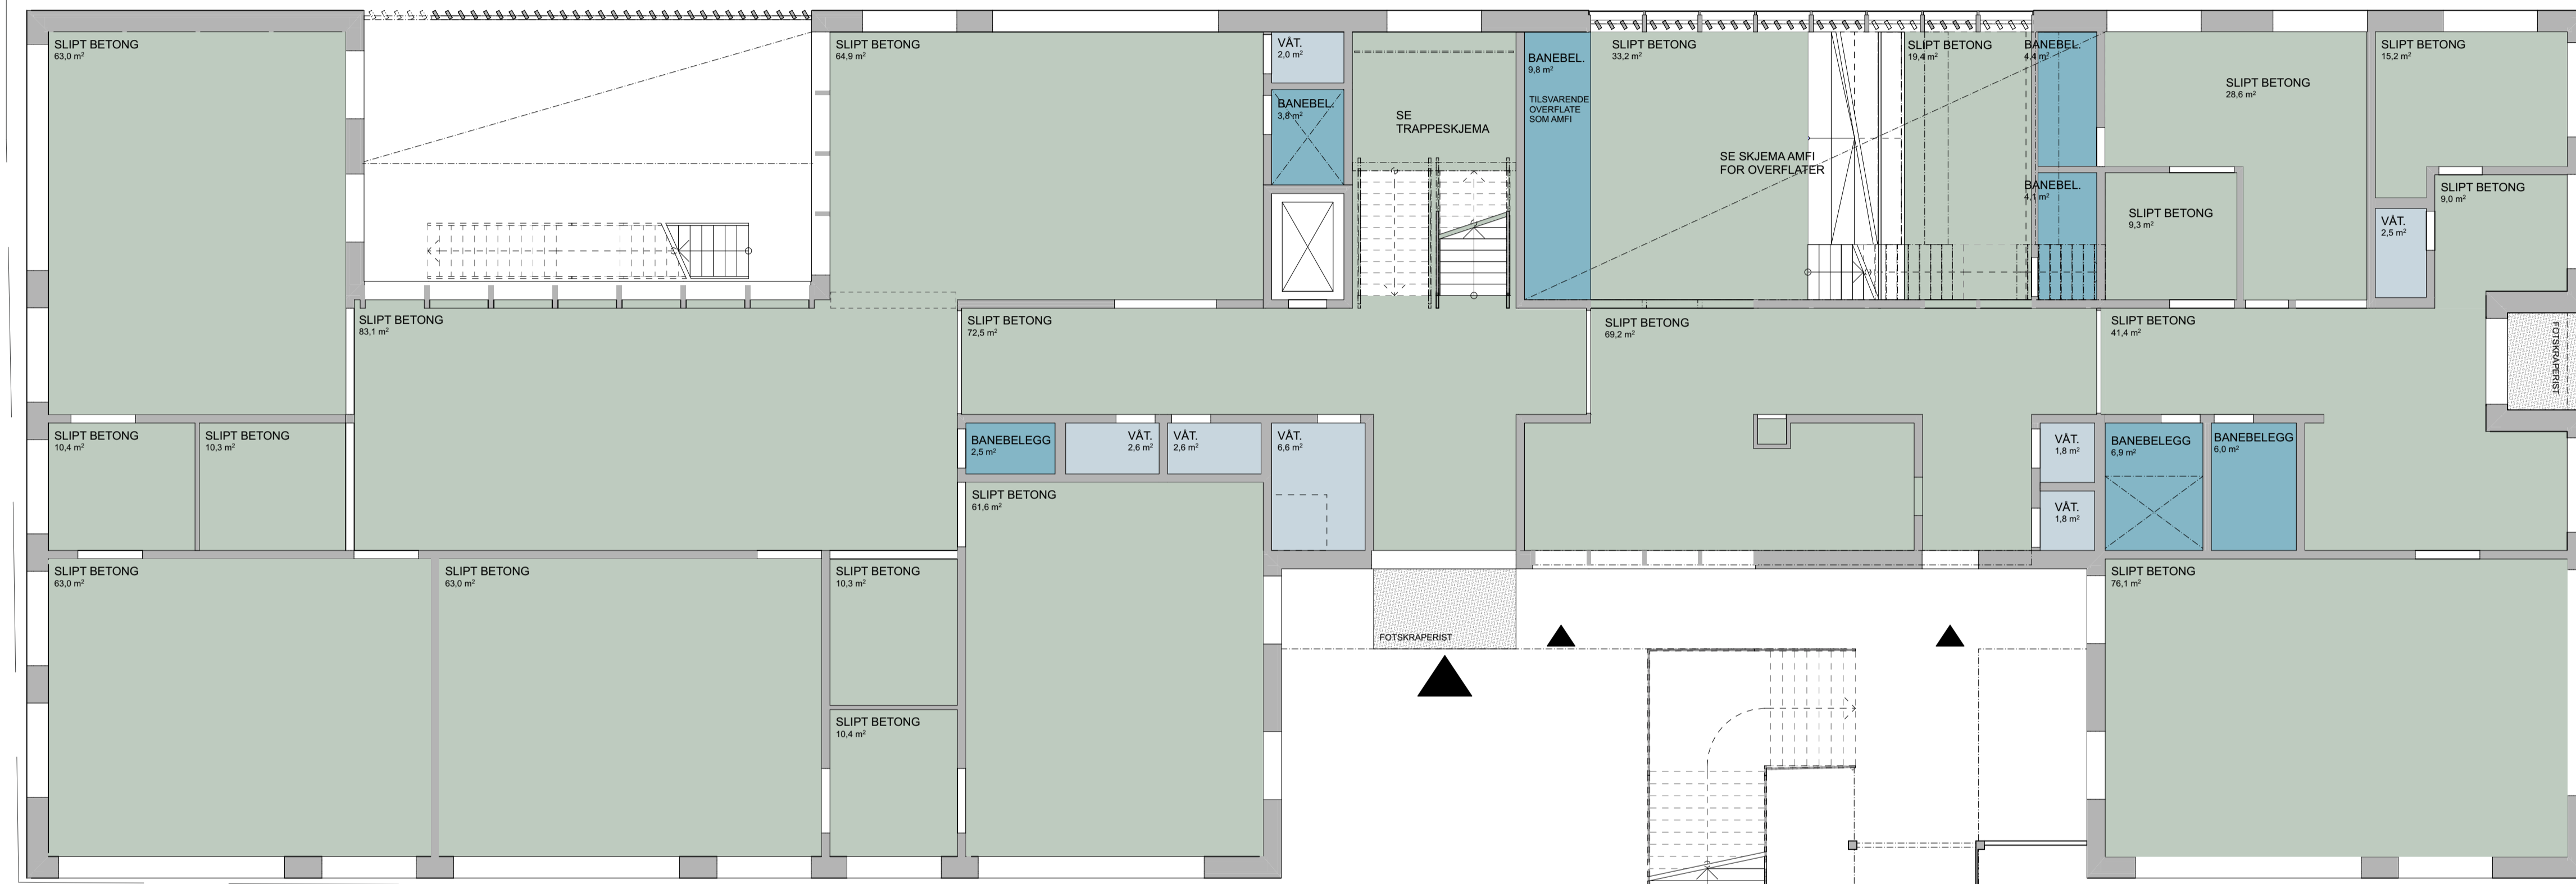 SLIPT BETONG
63,0 m²
SLIPT BETONG
64,9 m²
VÅT.
2,0 m²
BANEBEL.
3,8 m²
SE
TRAPPESKJEMA
BANEBEL.
9,8 m²
TILSVARENDE
OVERFLATE
SOM AMFI
SLIPT BETONG
33,2 m²
SE SKJEMA AMFI
FOR OVERFLATER
SLIPT BETONG
19,4 m²
BANEBEL.
4,4 m²
BANEBEL.
4,1 m²
SLIPT BETONG
28,6 m²
SLIPT BETONG
9,3 m²
SLIPT BETONG
15,2 m²
SLIPT BETONG
9,0 m²
VÅT.
2,5 m²
SLIPT BETONG
83,1 m²
SLIPT BETONG
72,5 m²
SLIPT BETONG
69,2 m²
SLIPT BETONG
41,4 m²
FOTSKRAPERIST
SLIPT BETONG
10,4 m²
SLIPT BETONG
10,3 m²
BANEBELEGG
2,5 m²
VÅT.
2,6 m²
VÅT.
2,6 m²
VÅT.
6,6 m²
VÅT.
1,8 m²
VÅT.
1,8 m²
BANEBELEGG
6,9 m²
BANEBELEGG
6,0 m²
SLIPT BETONG
61,6 m²
SLIPT BETONG
63,0 m²
SLIPT BETONG
63,0 m²
SLIPT BETONG
10,3 m²
SLIPT BETONG
10,4 m²
FOTSKRAPERIST
SLIPT BETONG
76,1 m²